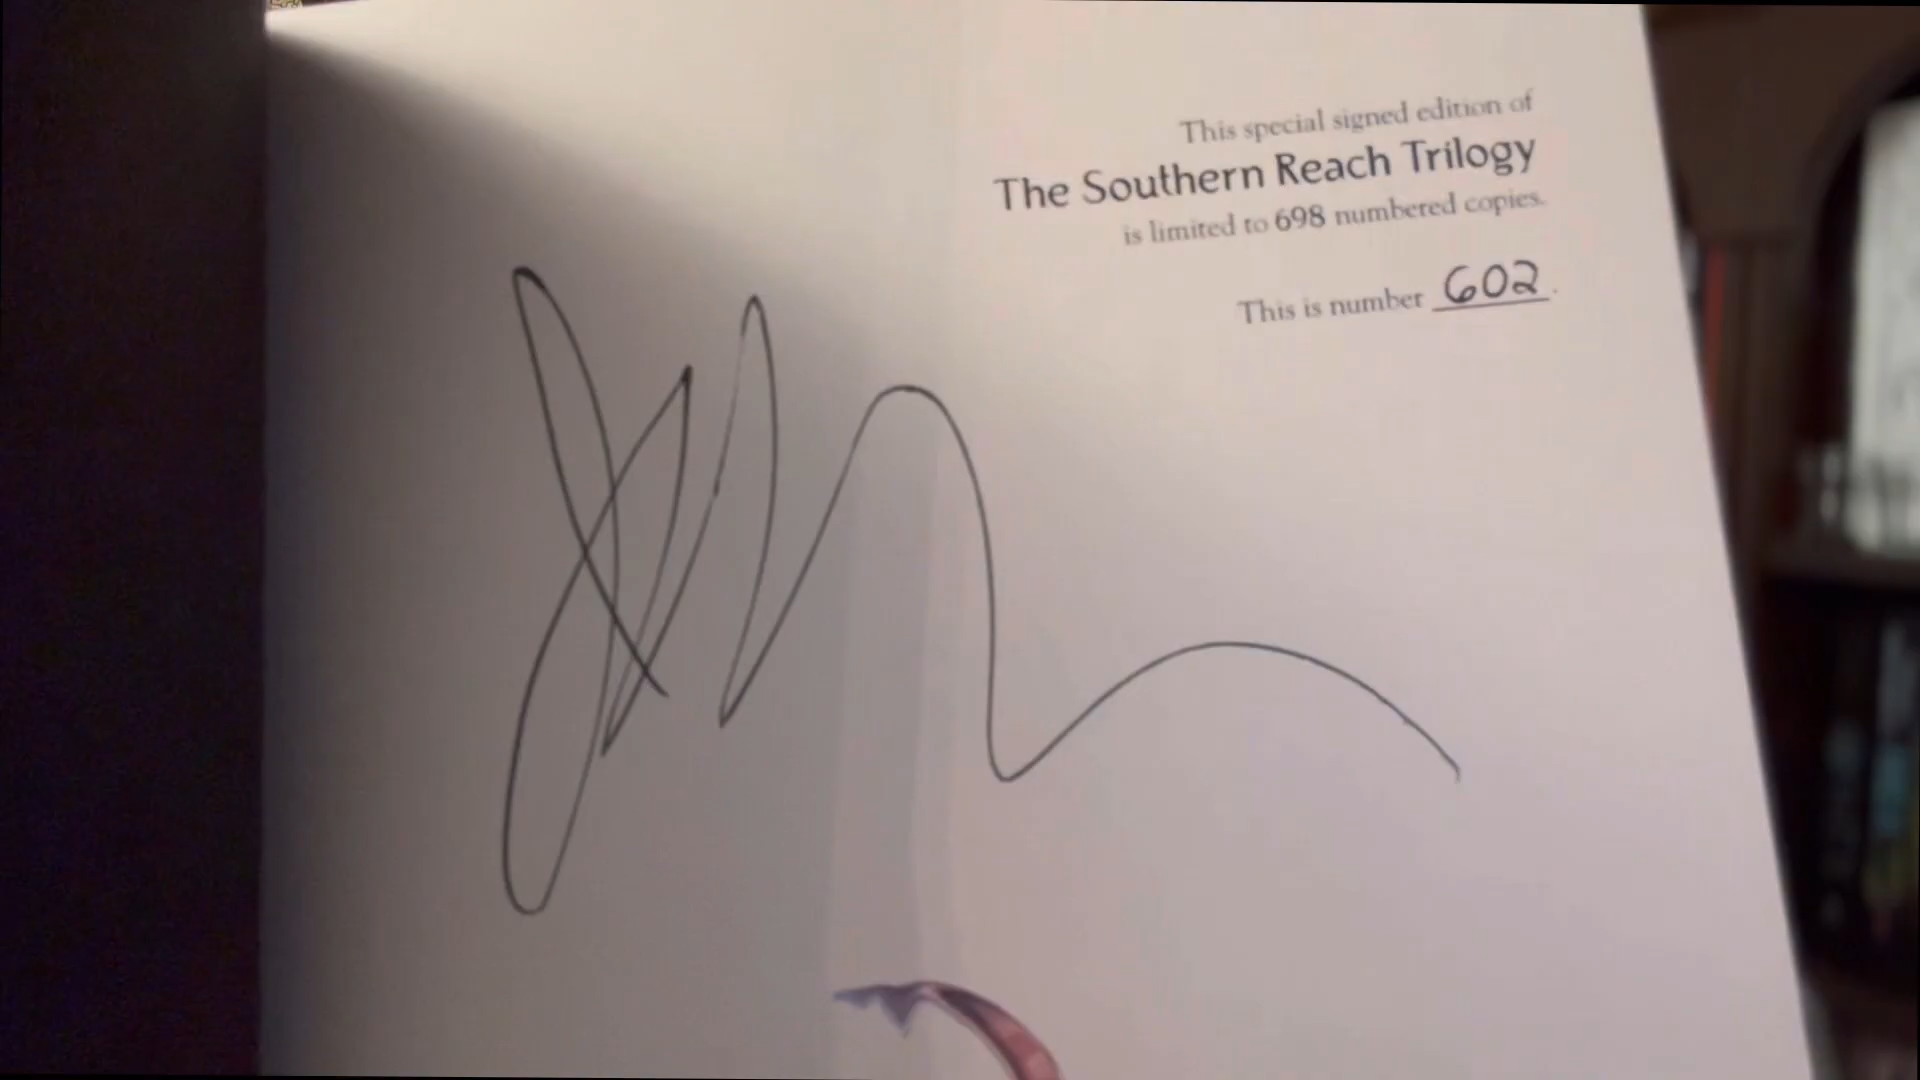 This special signed edition of
The Southern Reach Trilogy
is limited to 698 numbered copies.
This is number 602.